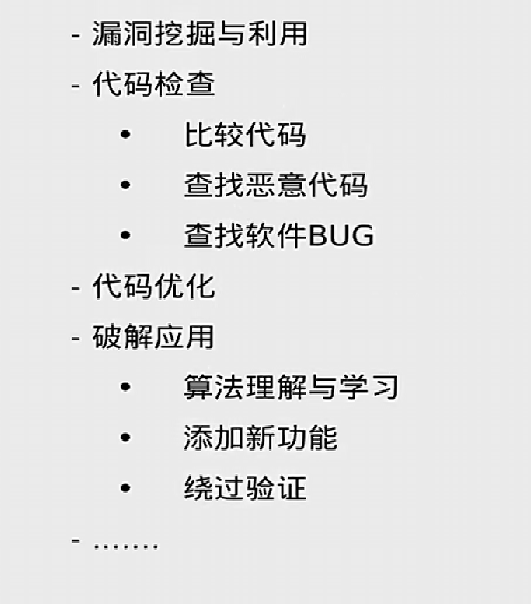 - 漏洞挖掘与利用
- 代码检查
• 比较代码
• 查找恶意代码
• 查找软件BUG
- 代码优化
- 破解应用
• 算法理解与学习
• 添加新功能
• 绕过验证
- .......